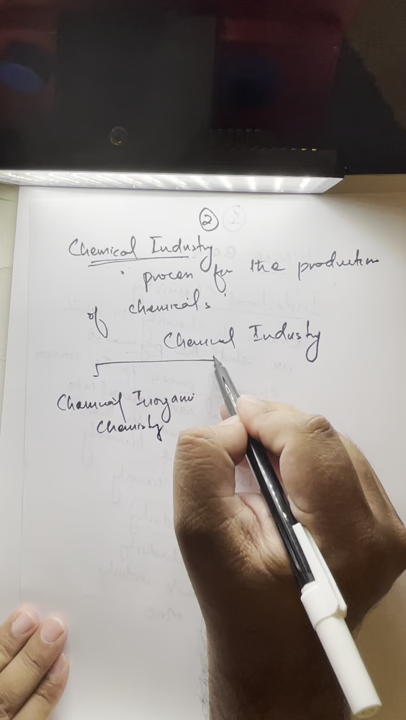 2
Chemical Industry
process for the production
of chemicals
Chemical Industry
Chemical Inorganic
Chemistry